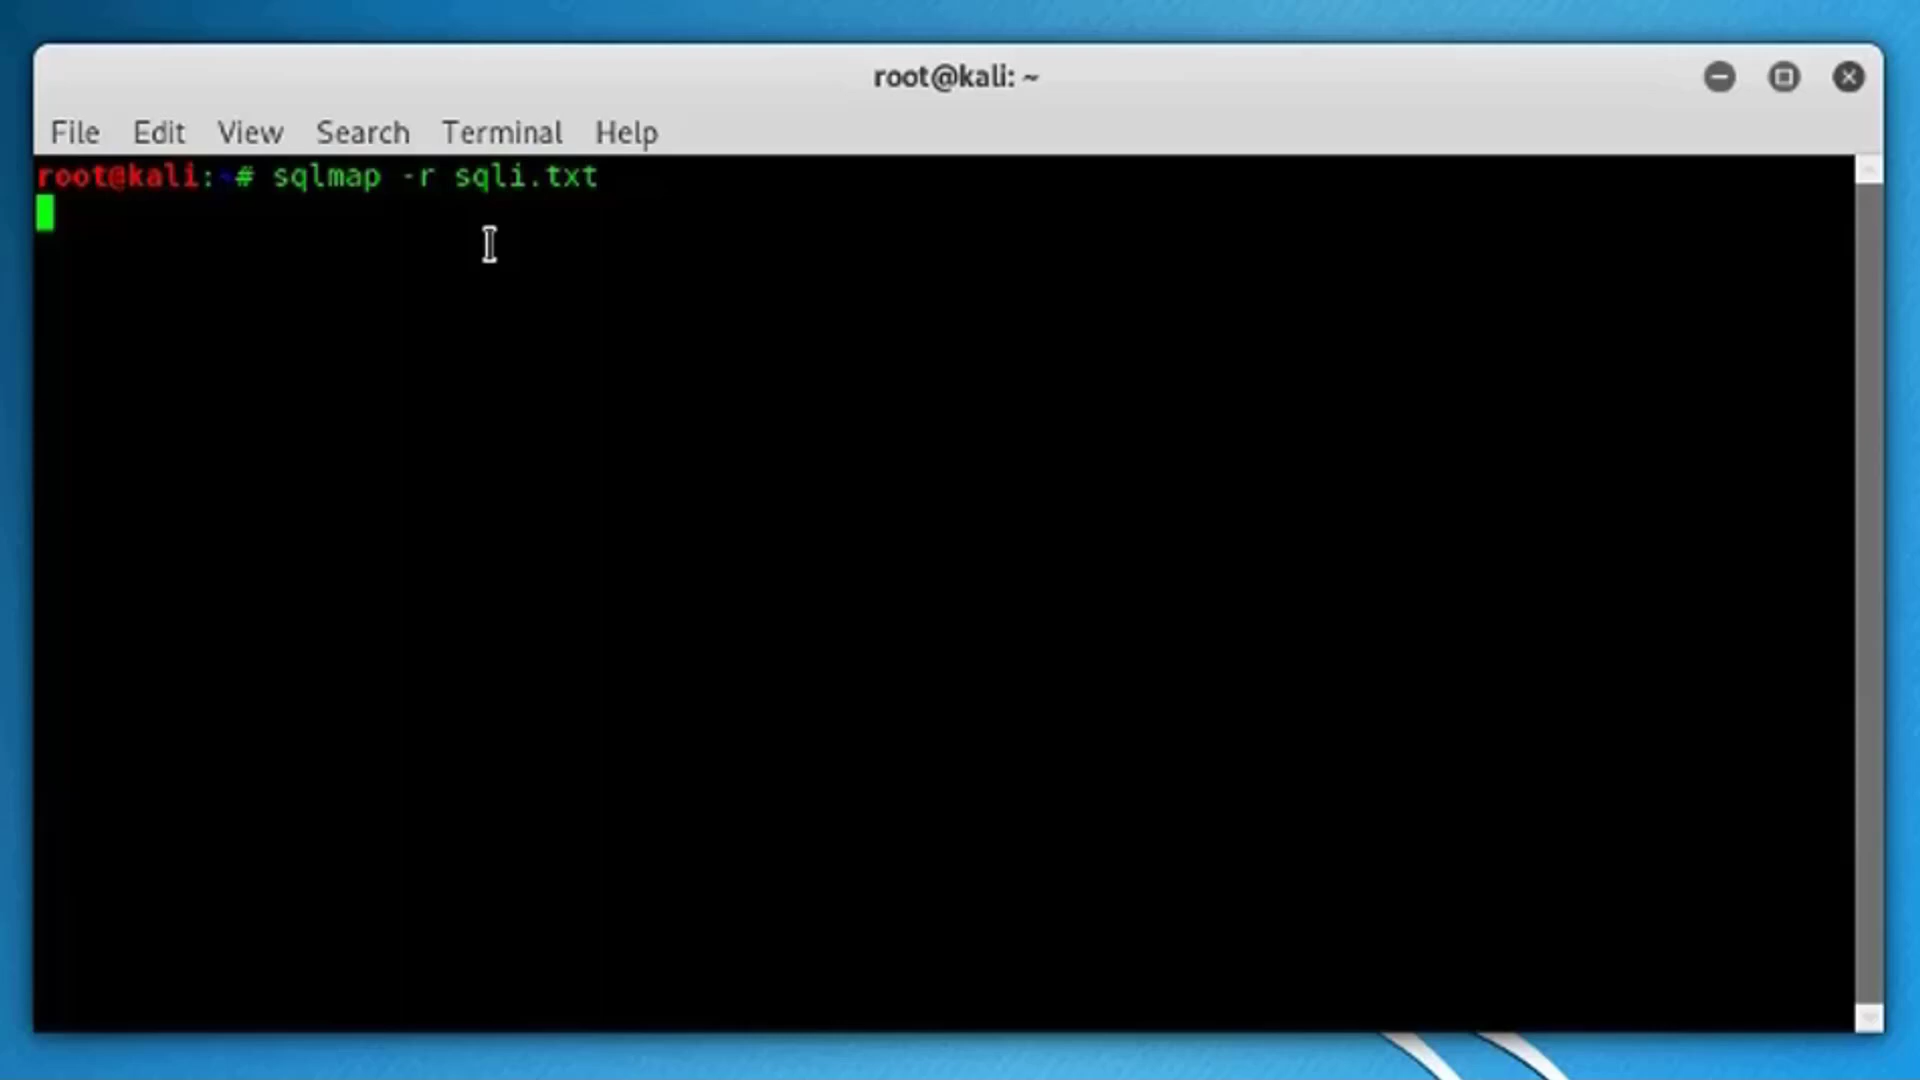 root@kali: ~
File Edit View Search Terminal Help
root@kali:~# sqlmap -r sqli.txt